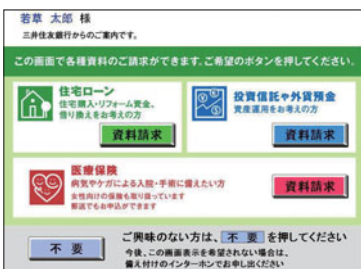 若草 太郎 様
三井住友銀行からのご案内です。
この画面で各種資料のご請求ができます。ご希望のボタンを押してください。
住宅ローン
住宅購入・リフォーム資金、
借り換えをお考えの方
資料請求
投資信託や外貨預金
資産運用をお考えの方
資料請求
医療保険
病気やケガによる入院・手術に備えたい方
女性向けの保険も取り扱っています
郵送でもお申込みができます
資料請求
不要
ご興味のない方は、不要を押してください
今後、この画面表示を希望されない場合は、
備え付けのインターホンでお申し出ください